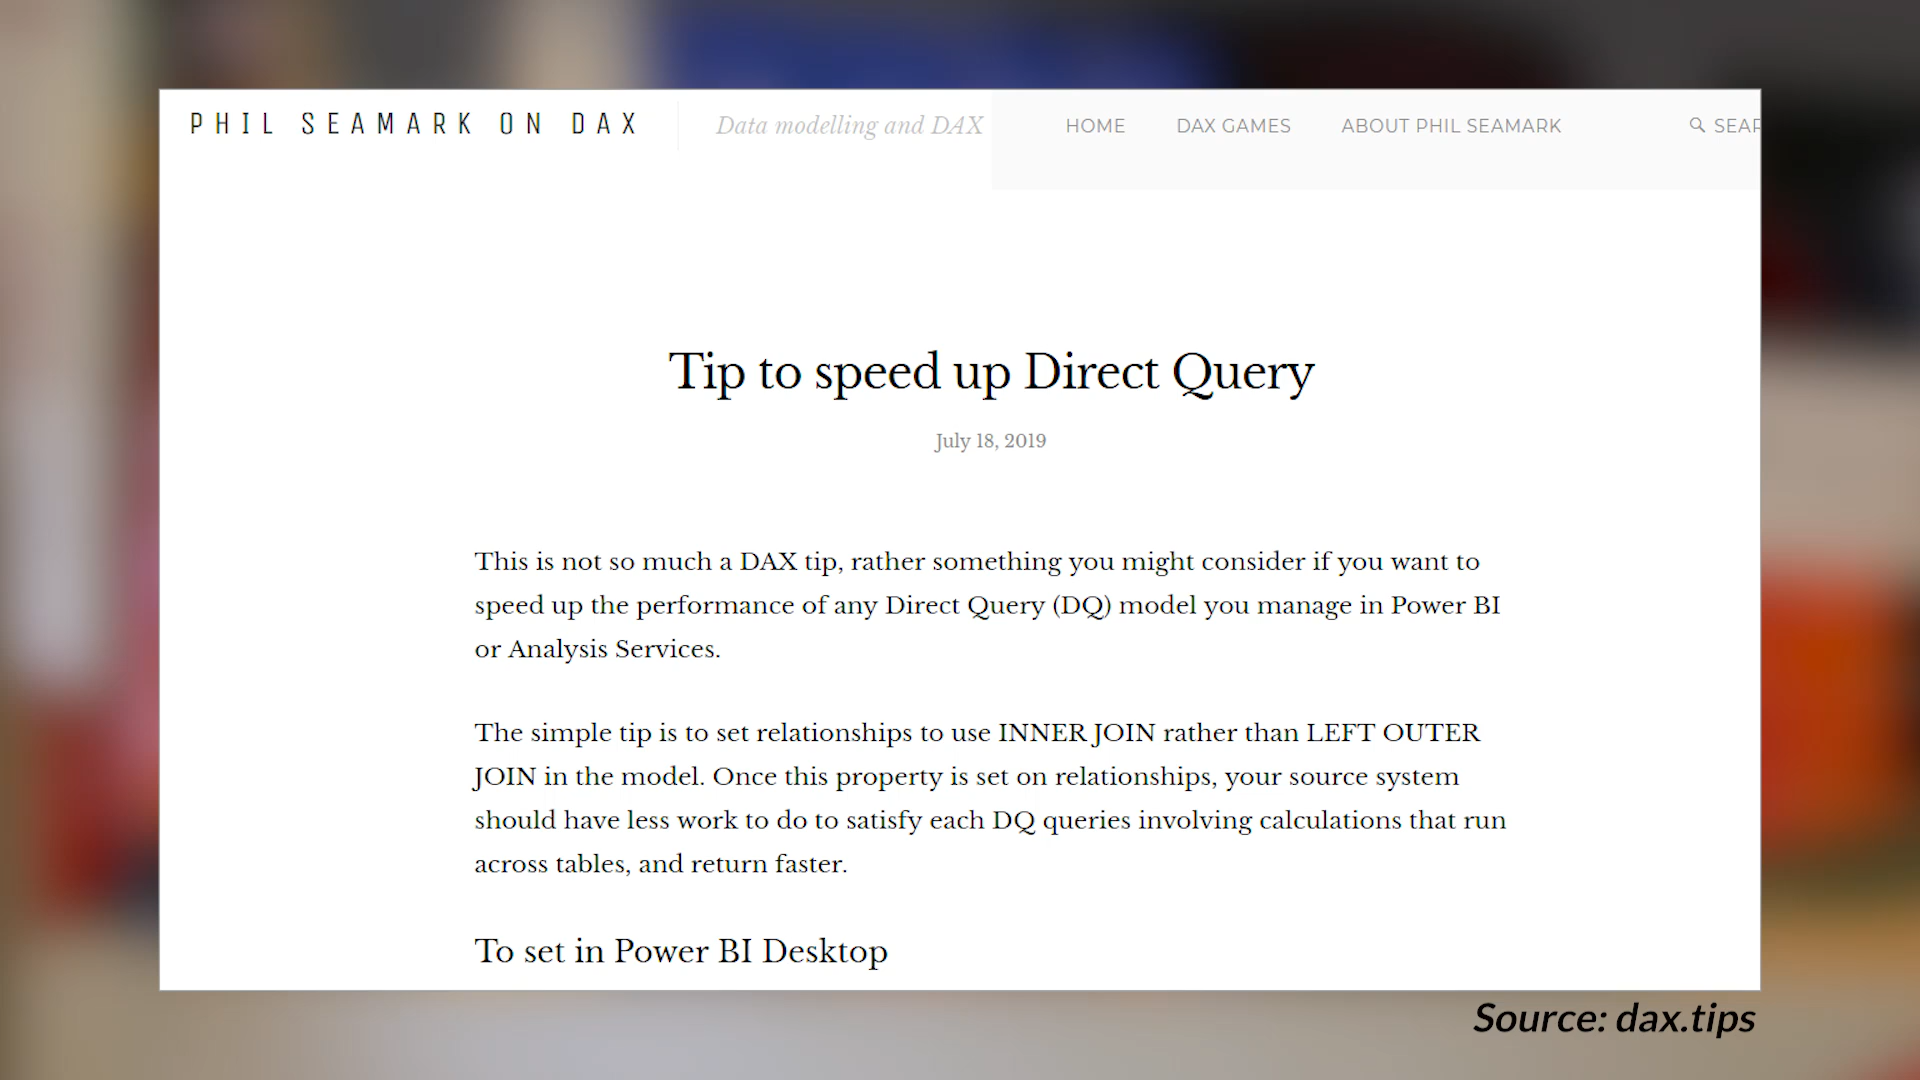 PHIL SEAMARK ON DAX
Data modelling and DAX
HOME
DAX GAMES
ABOUT PHIL SEAMARK
SEAR
Tip to speed up Direct Query
July 18, 2019
This is not so much a DAX tip, rather something you might consider if you want to
speed up the performance of any Direct Query (DQ) model you manage in Power BI
or Analysis Services.
The simple tip is to set relationships to use INNER JOIN rather than LEFT OUTER
JOIN in the model. Once this property is set on relationships, your source system
should have less work to do to satisfy each DQ queries involving calculations that run
across tables, and return faster.
To set in Power BI Desktop
Source: dax.tips